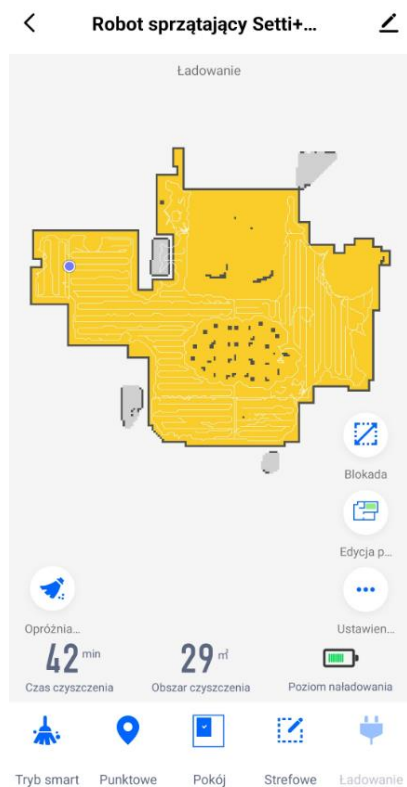 Robot sprzątający Setti+...
Ładowanie
Blokada
Edycja p...
Opróżnia...
Ustawien...
42 min
29 ㎡
Czas czyszczenia
Obszar czyszczenia
Poziom naładowania
Tryb smart
Punktowe
Pokój
Strefowe
Ładowanie